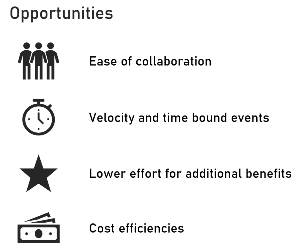 Opportunities
Ease of collaboration
Velocity and time bound events
Lower effort for additional benefits
Cost efficiencies